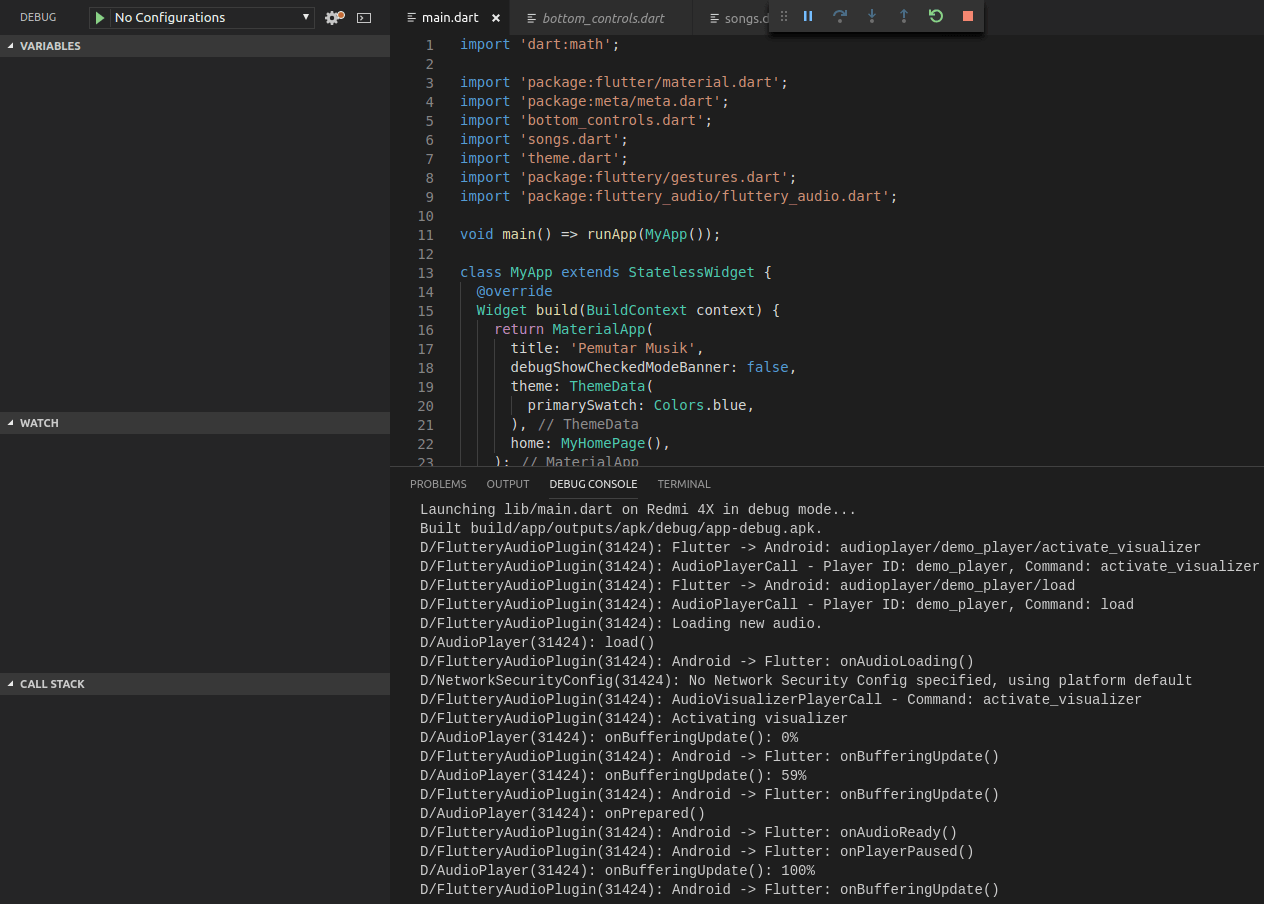 DEBUG
No Configurations
main.dart
bottom_controls.dart
songs.d
VARIABLES
WATCH
CALL STACK
1 import 'dart:math';
2
3 import 'package:flutter/material.dart';
4 import 'package:meta/meta.dart';
5 import 'bottom_controls.dart';
6 import 'songs.dart';
7 import 'theme.dart';
8 import 'package:fluttery/gestures.dart';
9 import 'package:fluttery_audio/fluttery_audio.dart';
10
11 void main() => runApp(MyApp());
12
13 class MyApp extends StatelessWidget {
14 @override
15 Widget build(BuildContext context) {
16 return MaterialApp(
17 title: 'Pemutar Musik',
18 debugShowCheckedModeBanner: false,
19 theme: ThemeData(
20 primarySwatch: Colors.blue,
21 ), // ThemeData
22 home: MyHomePage(),
23 ); // MaterialApp
PROBLEMS OUTPUT DEBUG CONSOLE TERMINAL
Launching lib/main.dart on Redmi 4X in debug mode...
Built build/app/outputs/apk/debug/app-debug.apk.
D/FlutteryAudioPlugin(31424): Flutter -> Android: audioplayer/demo_player/activate_visualizer
D/FlutteryAudioPlugin(31424): AudioPlayerCall - Player ID: demo_player, Command: activate_visualizer
D/FlutteryAudioPlugin(31424): Flutter -> Android: audioplayer/demo_player/load
D/FlutteryAudioPlugin(31424): AudioPlayerCall - Player ID: demo_player, Command: load
D/FlutteryAudioPlugin(31424): Loading new audio.
D/AudioPlayer(31424): load()
D/FlutteryAudioPlugin(31424): Android -> Flutter: onAudioLoading()
D/NetworkSecurityConfig(31424): No Network Security Config specified, using platform default
D/FlutteryAudioPlugin(31424): AudioVisualizerPlayerCall - Command: activate_visualizer
D/FlutteryAudioPlugin(31424): Activating visualizer
D/AudioPlayer(31424): onBufferingUpdate(): 0%
D/FlutteryAudioPlugin(31424): Android -> Flutter: onBufferingUpdate()
D/AudioPlayer(31424): onBufferingUpdate(): 59%
D/FlutteryAudioPlugin(31424): Android -> Flutter: onBufferingUpdate()
D/AudioPlayer(31424): onPrepared()
D/FlutteryAudioPlugin(31424): Android -> Flutter: onAudioReady()
D/FlutteryAudioPlugin(31424): Android -> Flutter: onPlayerPaused()
D/AudioPlayer(31424): onBufferingUpdate(): 100%
D/FlutteryAudioPlugin(31424): Android -> Flutter: onBufferingUpdate()